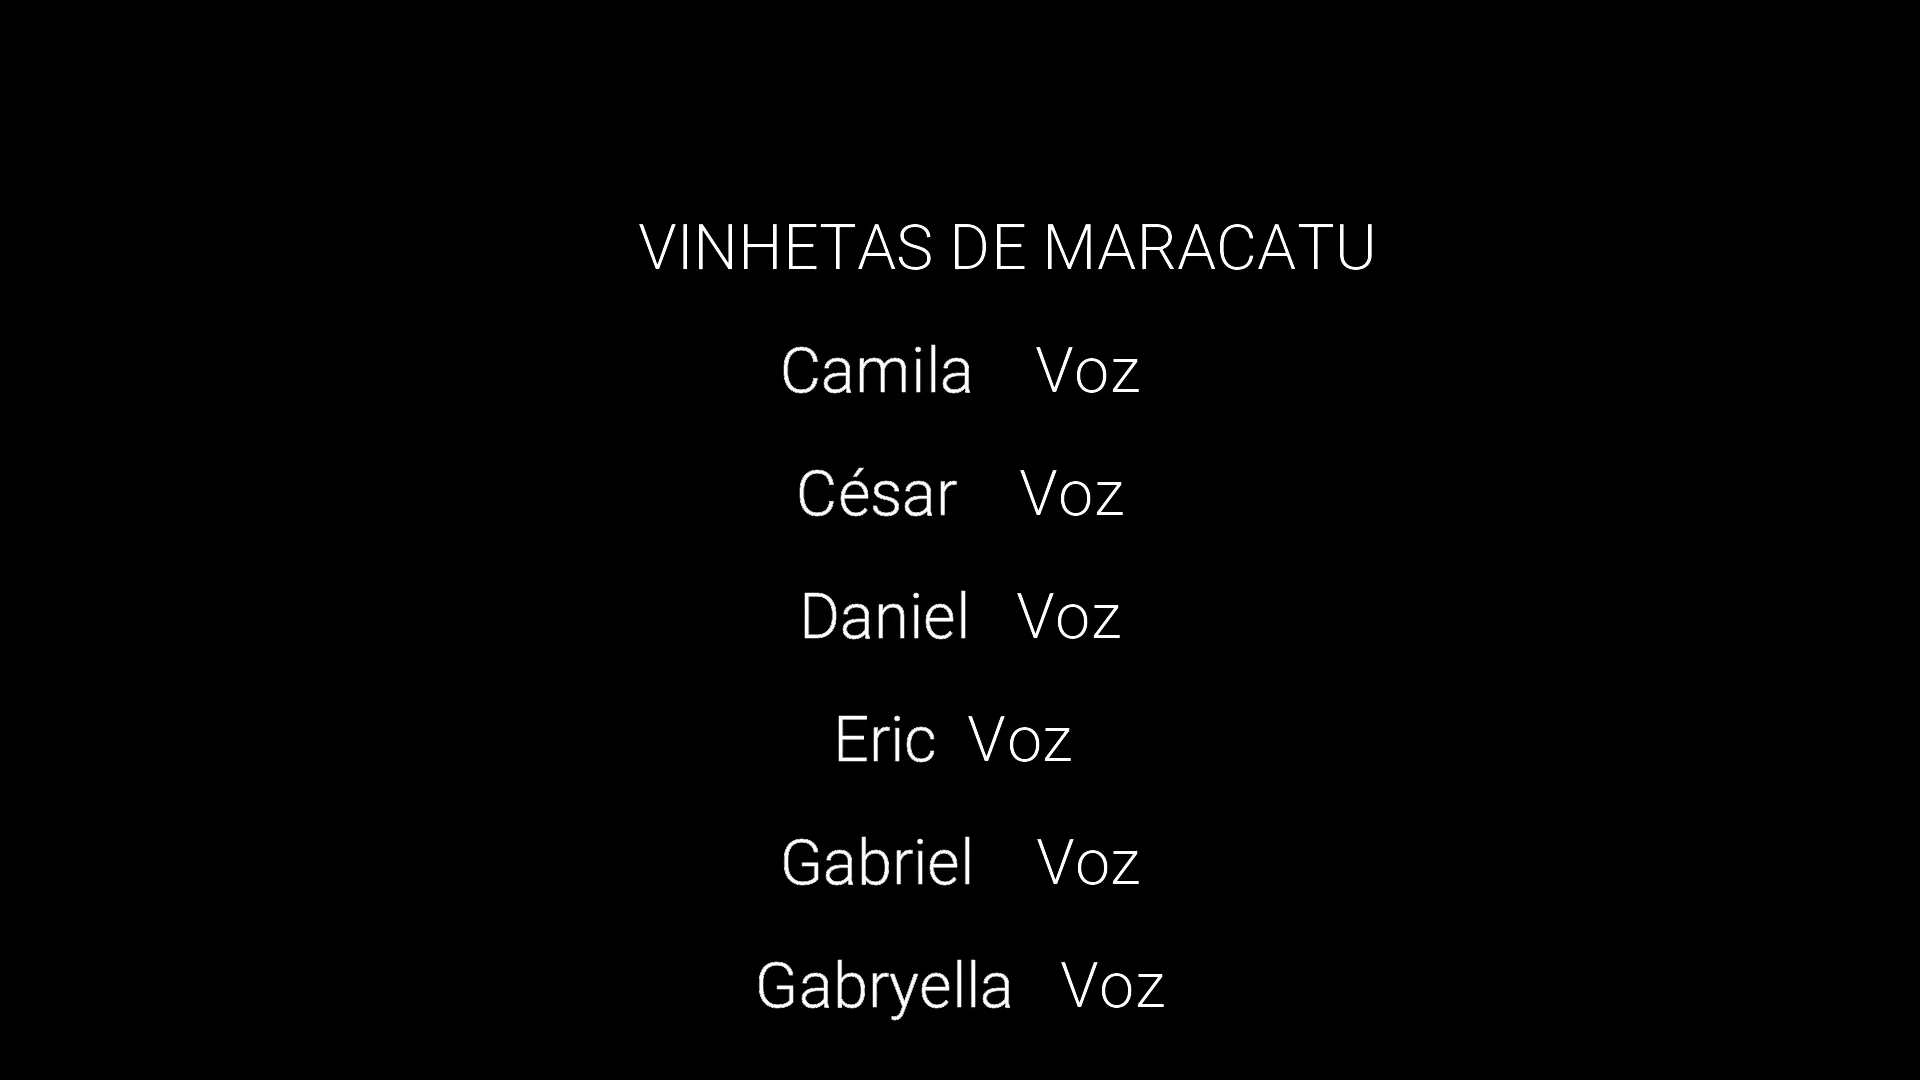 VINHETAS DE MARACATU
Camila Voz
César Voz
Daniel Voz
Eric Voz
Gabriel Voz
Gabryella Voz